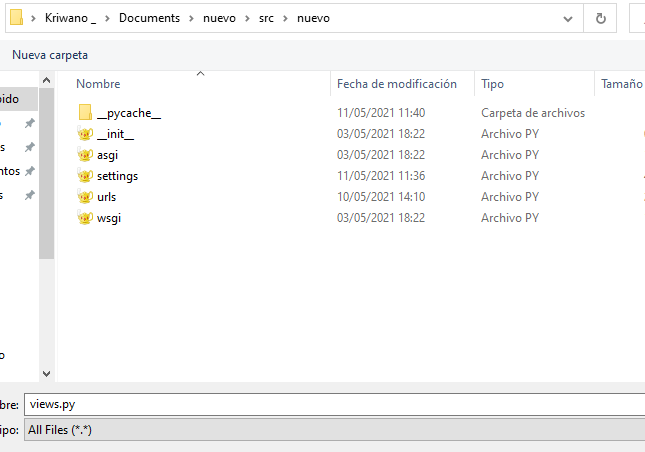 Kriwano _ > Documents > nuevo > src > nuevo
Nueva carpeta
Nombre Fecha de modificación Tipo Tamaño
__pycache__ 11/05/2021 11:40 Carpeta de archivos
__init__ 03/05/2021 18:22 Archivo PY
asgi 03/05/2021 18:22 Archivo PY
settings 11/05/2021 11:36 Archivo PY
urls 10/05/2021 14:10 Archivo PY
wsgi 03/05/2021 18:22 Archivo PY
bre: views.py
ipo: All Files (*.*)